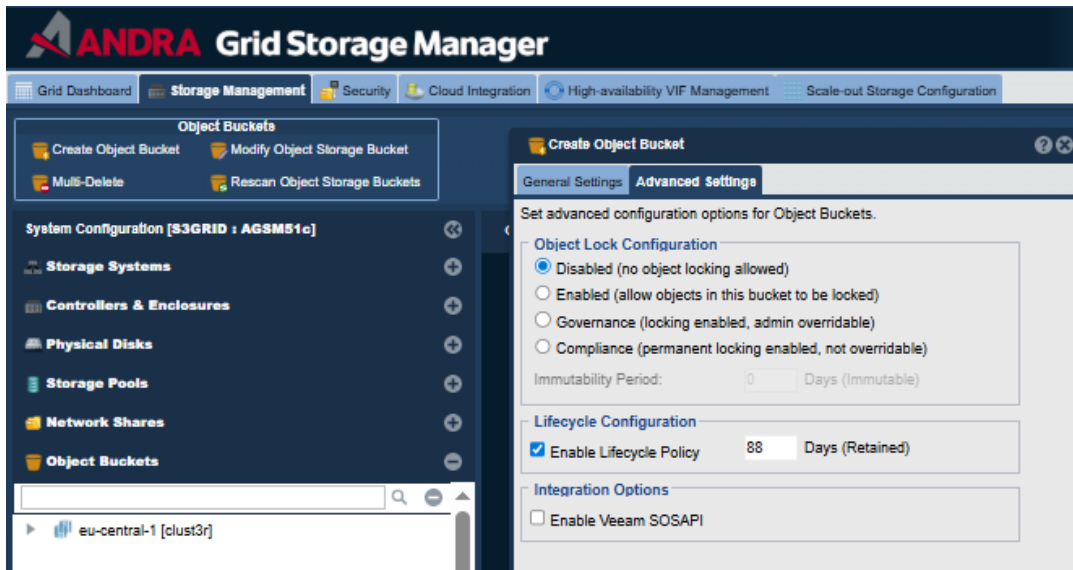 ANDRA Grid Storage Manager
Grid Dashboard Storage Management Security Cloud Integration High-availability VIF Management Scale-out Storage Configuration
Object Buckets
Create Object Bucket Modify Object Storage Bucket
Multi-Delete Rescan Object Storage Buckets
System Configuration [S3GRID : AGSM51c]
Storage Systems
Controllers & Enclosures
Physical Disks
Storage Pools
Network Shares
Object Buckets
eu-central-1 [clust3r]
Create Object Bucket
General Settings Advanced Settings
Set advanced configuration options for Object Buckets.
Object Lock Configuration
Disabled (no object locking allowed)
Enabled (allow objects in this bucket to be locked)
Governance (locking enabled, admin overridable)
Compliance (permanent locking enabled, not overridable)
Immutability Period: 0 Days (Immutable)
Lifecycle Configuration
Enable Lifecycle Policy 88 Days (Retained)
Integration Options
Enable Veeam SOSAPI